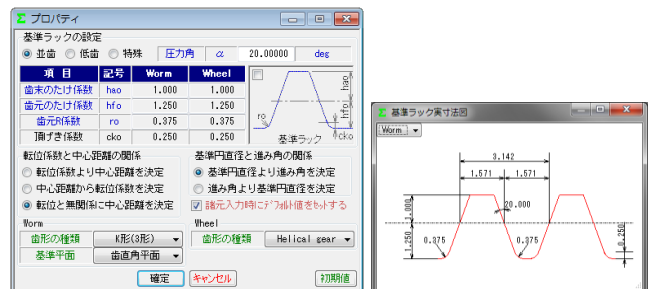 Σ プロパティ
基準ラックの設定
並歯 低歯 特殊 圧力角 α 20.00000 deg
項 目 記号 Worm Wheel
歯末のたけ係数 hao 1.000 1.000
歯元のたけ係数 hfo 1.250 1.250
歯元R係数 ro 0.375 0.375
頂げき係数 cko 0.250 0.250
hao
hfo
ro
cko
基準ラック
転位係数と中心距離の関係
転位係数より中心距離を決定
中心距離から転位係数を決定
転位と無関係に中心距離を決定
基準円直径と進み角の関係
基準円直径より進み角を決定
進み角より基準円直径を決定
諸元入力時にデフォルト値をセットする
Worm
歯形の種類 K形(3形)
基準平面 歯直角平面
Wheel
歯形の種類 Helical gear
確定 キャンセル 初期値
Σ 基準ラック実寸法図
Worm
3.142
1.571 1.571
20.000
1.000
1.250
0.375 0.375
0.250